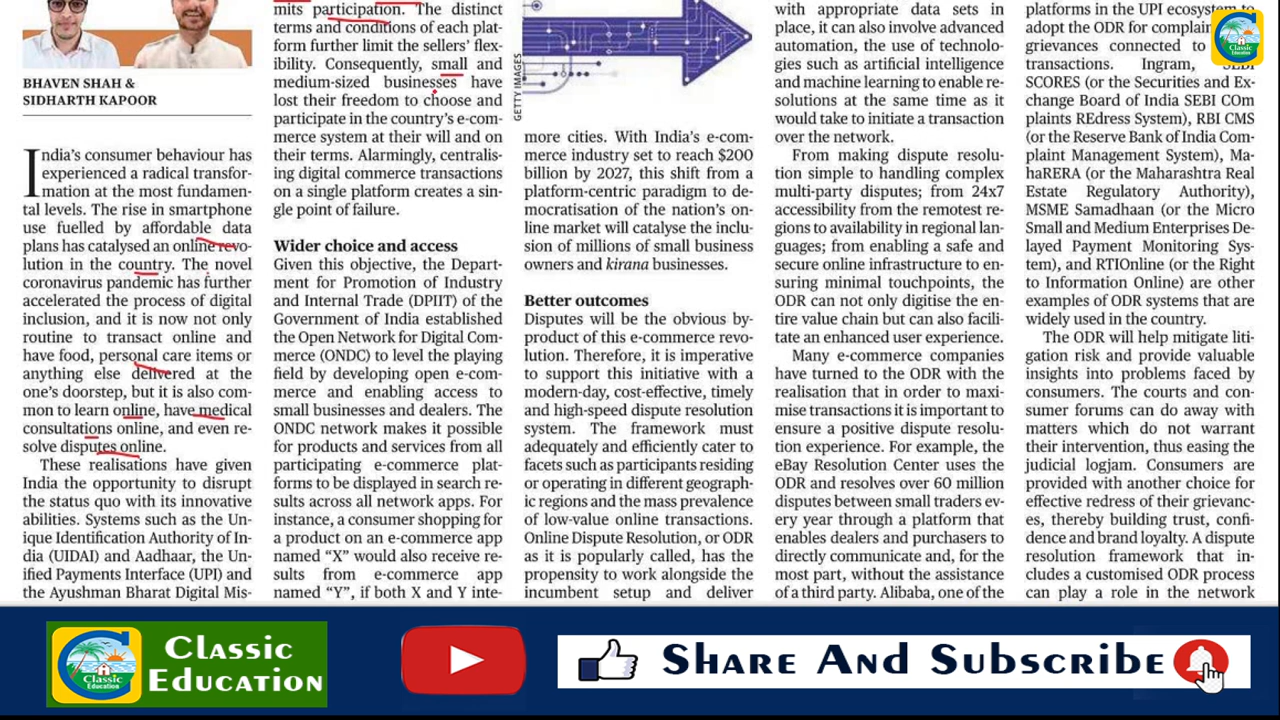 BHAVEN SHAH &
SIDHARTH KAPOOR
India's consumer behaviour has
experienced a radical transfor-
mation at the most fundamen-
tal levels. The rise in smartphone
use fuelled by affordable data
plans has catalysed an online revo-
lution in the country. The novel
coronavirus pandemic has further
accelerated the process of digital
inclusion, and it is now not only
routine to transact online and
have food, personal care items or
anything else delivered at the
one's doorstep, but it is also com-
mon to learn online, have medical
consultations online, and even re-
solve disputes online.
These realisations have given
India the opportunity to disrupt
the status quo with its innovative
abilities. Systems such as the Un-
ique Identification Authority of In-
dia (UIDAI) and Aadhaar, the Un-
ified Payments Interface (UPI) and
the Ayushman Bharat Digital Mis-
mits participation. The distinct
terms and conditions of each plat-
form further limit the sellers' flex-
ibility. Consequently, small and
medium-sized businesses have
lost their freedom to choose and
participate in the country's e-com-
merce system at their will and on
their terms. Alarmingly, centralis-
ing digital commerce transactions
on a single platform creates a sin-
gle point of failure.
Wider choice and access
Given this objective, the Depart-
ment for Promotion of Industry
and Internal Trade (DPIIT) of the
Government of India established
the Open Network for Digital Com-
merce (ONDC) to level the playing
field by developing open e-com-
merce and enabling access to
small businesses and dealers. The
ONDC network makes it possible
for products and services from all
participating e-commerce plat-
forms to be displayed in search re-
sults across all network apps. For
instance, a consumer shopping for
a product on an e-commerce app
named "X" would also receive re-
sults from e-commerce app
named "Y", if both X and Y inte-
GETTY IMAGES
more cities. With India's e-com-
merce industry set to reach $200
billion by 2027, this shift from a
platform-centric paradigm to de-
mocratisation of the nation's on-
line market will catalyse the inclu-
sion of millions of small business
owners and kirana businesses.
Better outcomes
Disputes will be the obvious by-
product of this e-commerce revo-
lution. Therefore, it is imperative
to support this initiative with a
modern-day, cost-effective, timely
and high-speed dispute resolution
system. The framework must
adequately and efficiently cater to
facets such as participants residing
or operating in different geograph-
ic regions and the mass prevalence
of low-value online transactions.
Online Dispute Resolution, or ODR
as it is popularly called, has the
propensity to work alongside the
incumbent setup and deliver
with appropriate data sets in
place, it can also involve advanced
automation, the use of technolo-
gies such as artificial intelligence
and machine learning to enable re-
solutions at the same time as it
would take to initiate a transaction
over the network.
From making dispute resolu-
tion simple to handling complex
multi-party disputes; from 24x7
accessibility from the remotest re-
gions to availability in regional lan-
guages; from enabling a safe and
secure online infrastructure to en-
suring minimal touchpoints, the
ODR can not only digitise the en-
tire value chain but can also facili-
tate an enhanced user experience.
Many e-commerce companies
have turned to the ODR with the
realisation that in order to maxi-
mise transactions it is important to
ensure a positive dispute resolu-
tion experience. For example, the
eBay Resolution Center uses the
ODR and resolves over 60 million
disputes between small traders ev-
ery year through a platform that
enables dealers and purchasers to
directly communicate and, for the
most part, without the assistance
of a third party. Alibaba, one of the
platforms in the UPI ecosystem to
adopt the ODR for
grievances connected to
transactions. Ingram, SEBI
SCORES (or the Securities and Ex-
change Board of India SEBI COm
plaints REdress System), RBI CMS
(or the Reserve Bank of India Com-
plaint Management System), Ma-
haRERA (or the Maharashtra Real
Estate Regulatory Authority),
MSME Samadhaan (or the Micro
Small and Medium Enterprises De-
layed Payment Monitoring Sys-
tem), and RTIOnline (or the Right
to Information Online) are other
examples of ODR systems that are
widely used in the country.
The ODR will help mitigate liti-
gation risk and provide valuable
insights into problems faced by
consumers. The courts and con-
sumer forums can do away with
matters which do not warrant
their intervention, thus easing the
judicial logjam. Consumers are
provided with another choice for
effective redress of their grievanc-
es, thereby building trust, confi-
dence and brand loyalty. A dispute
resolution framework that in-
cludes a customised ODR process
can play a role in the network
Classic
Education
Classic
Education
Classic
Education
Share And Subscribe